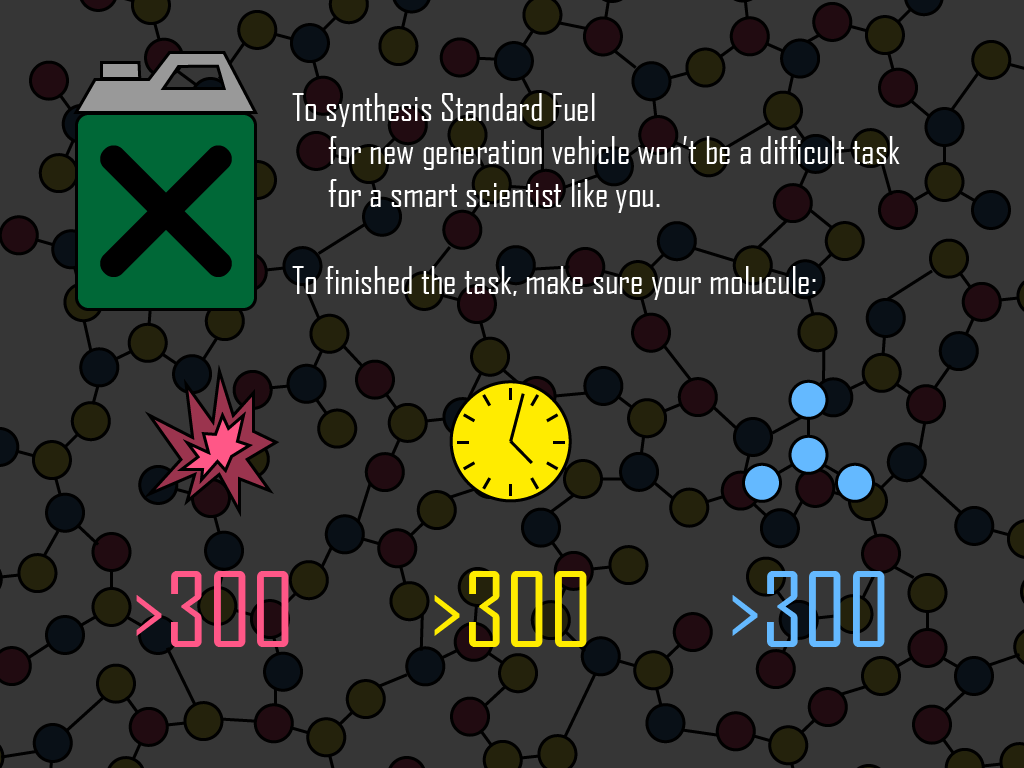 To synthesis Standard Fuel
for new generation vehicle won't be a difficult task
for a smart scientist like you.
To finished the task, make sure your molucule:
>300 >300 >300